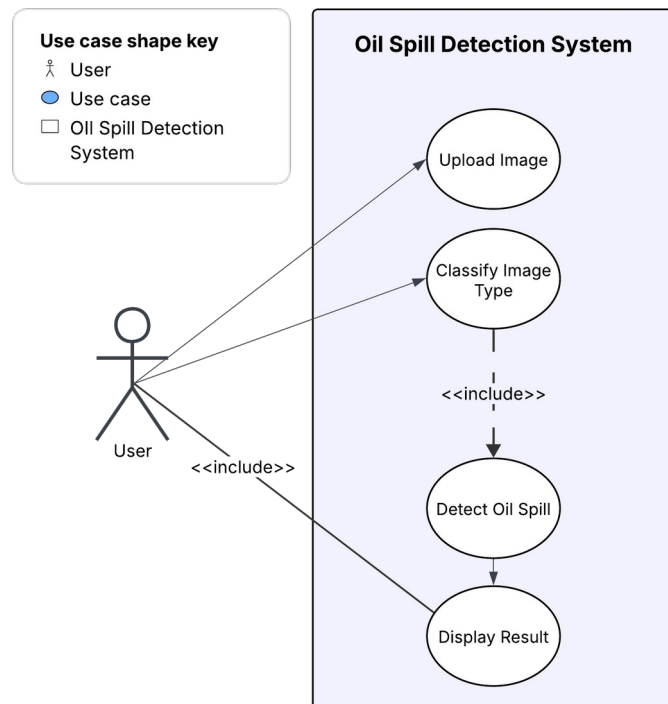 Use case shape key
User
Use case
OIl Spill Detection
System
Oil Spill Detection System
Upload Image
Classify Image
Type
<<include>>
User
<<include>>
Detect Oil Spill
Display Result